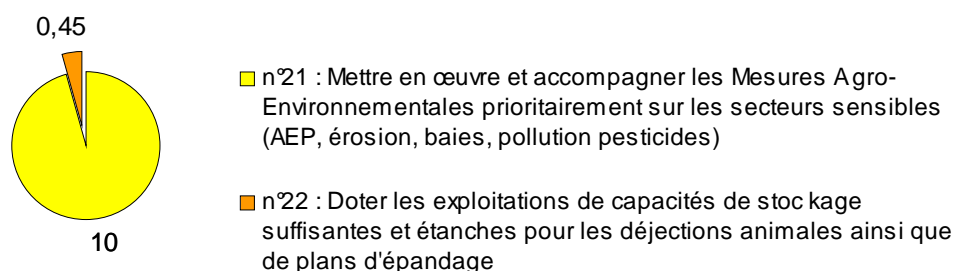 0,45
10
n°21 : Mettre en œuvre et accompagner les Mesures Agro-
Environnementales prioritairement sur les secteurs sensibles
(AEP, érosion, baies, pollution pesticides)
n°22 : Doter les exploitations de capacités de stockage
suffisantes et étanches pour les déjections animales ainsi que
de plans d'épandage